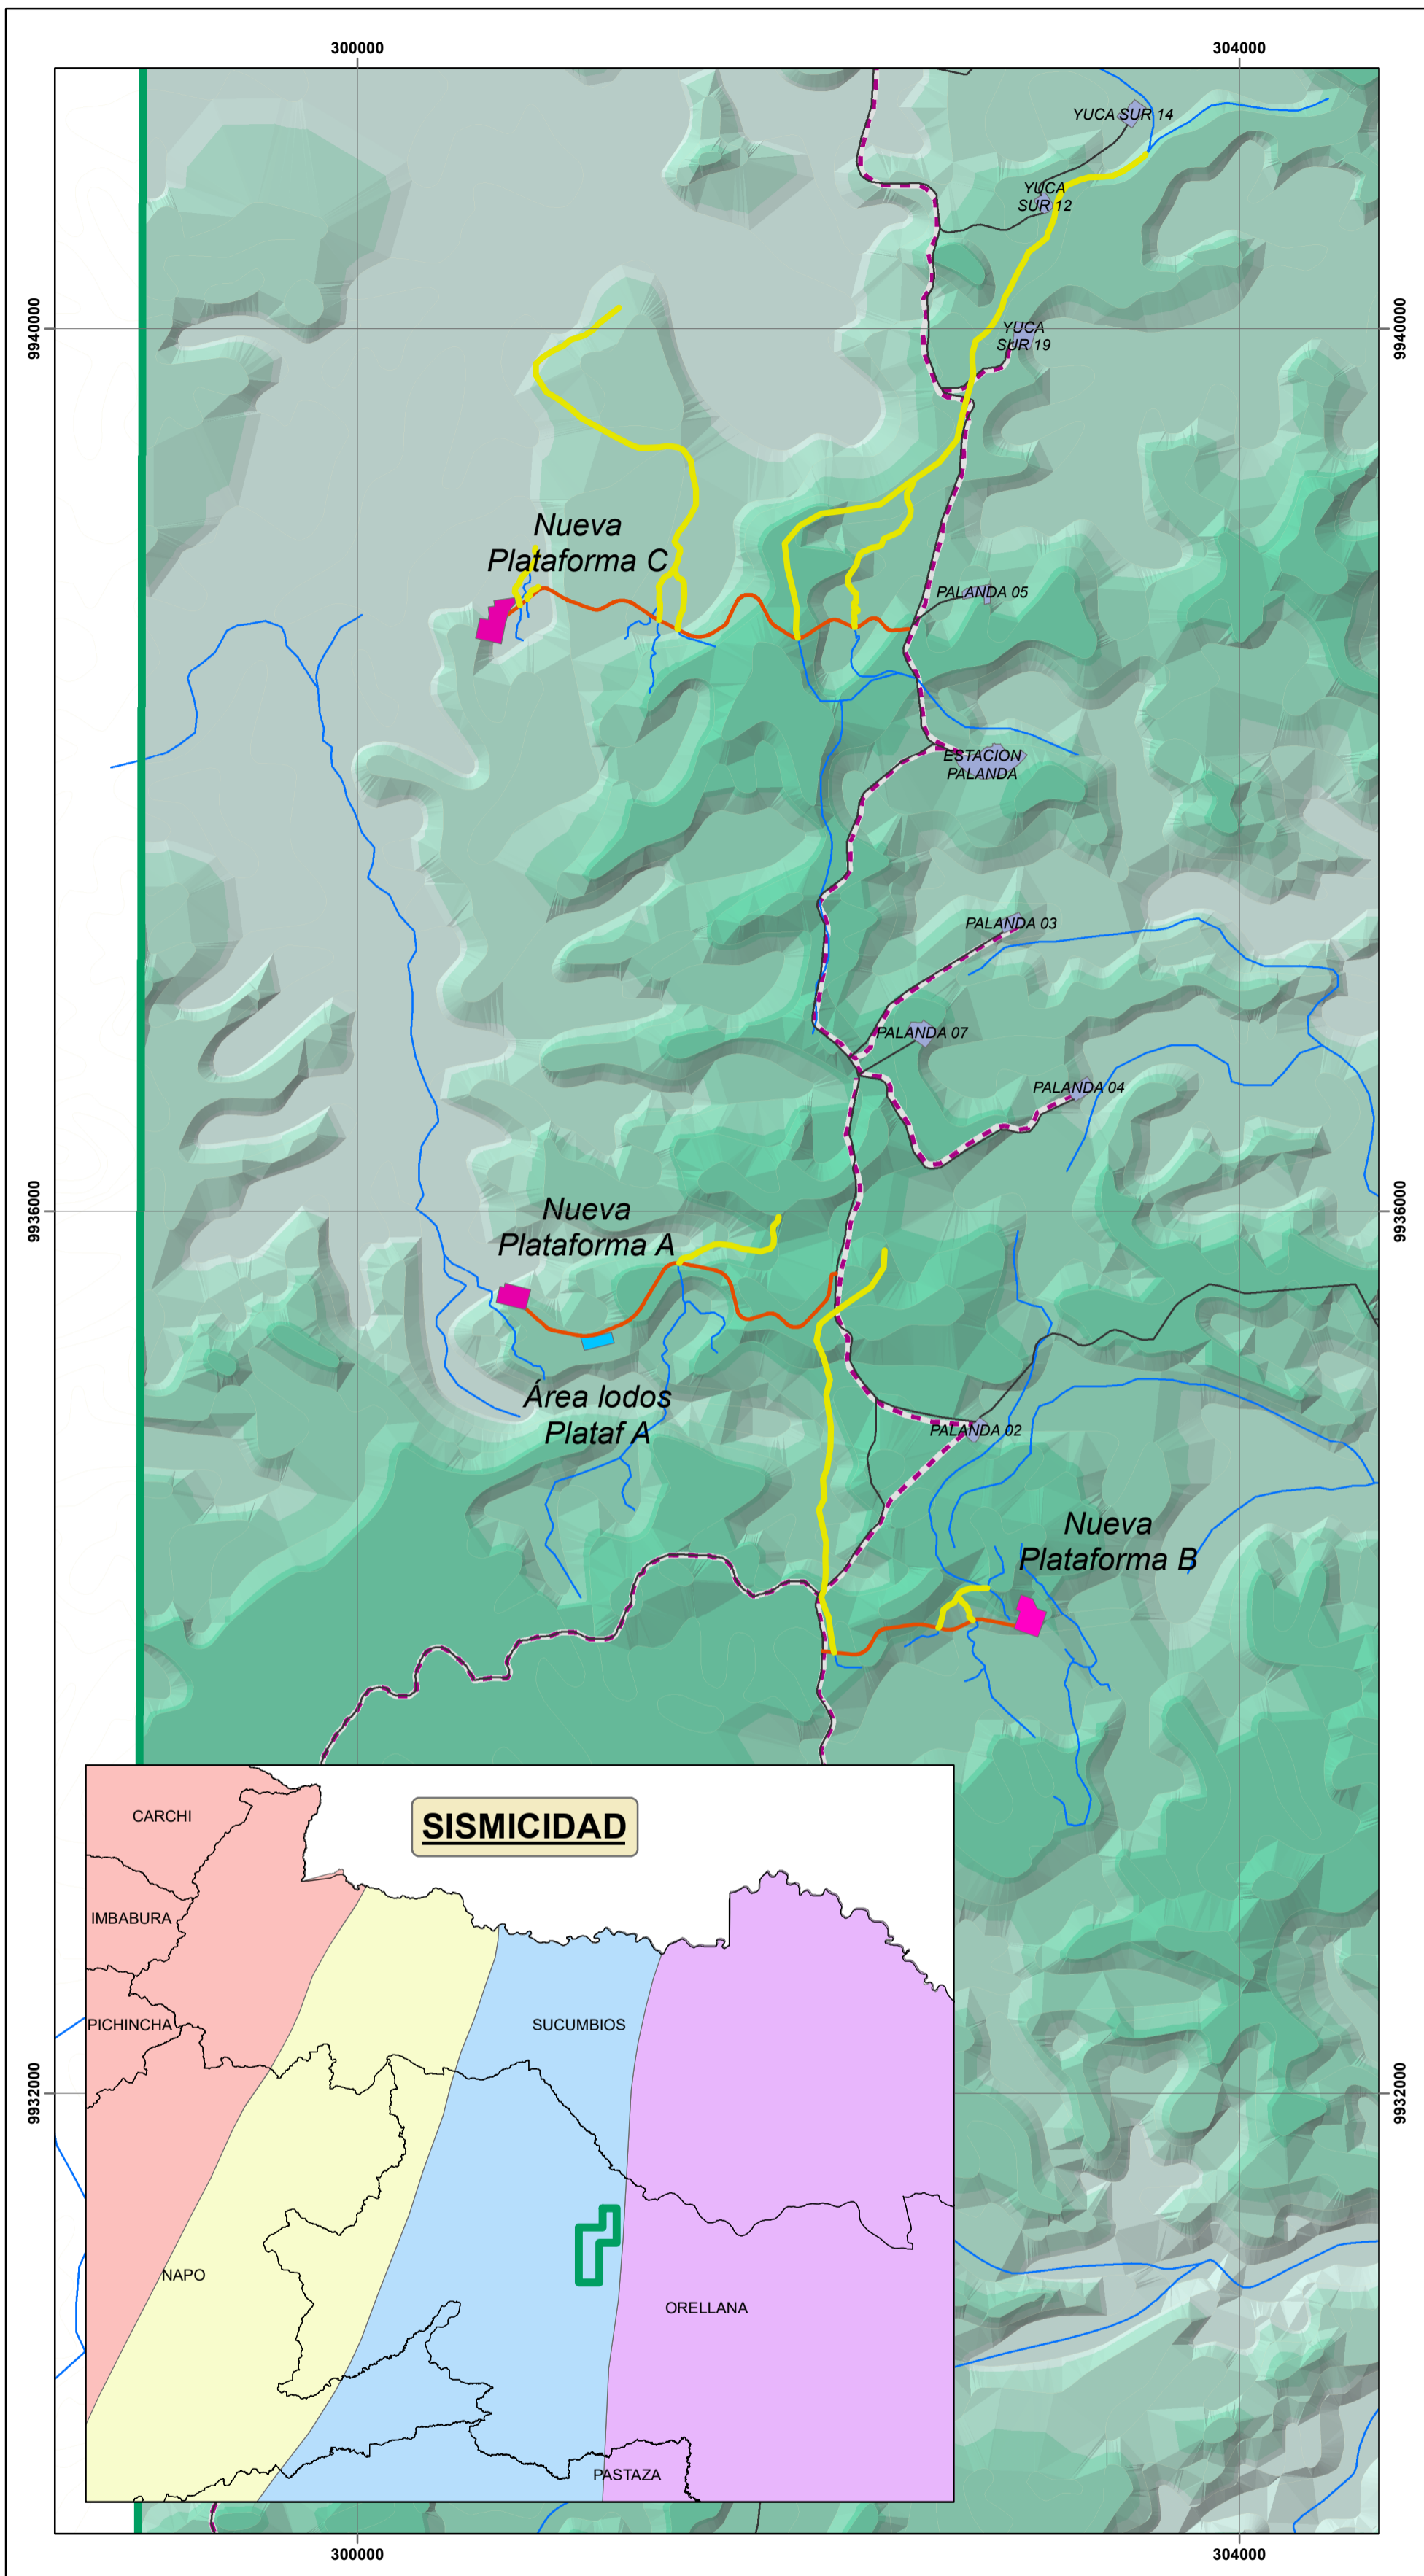 300000
304000
YUCA SUR 14
YUCA
SUR 12
9940000
9940000
YUCA
SUR 19
Nueva
Plataforma C
PALANDA 05
ESTACION
PALANDA
PALANDA 03
PALANDA 07
PALANDA 04
9936000
9936000
Nueva
Plataforma A
Área lodos
Plataf A
PALANDA 02
Nueva
Plataforma B
SISMICIDAD
CARCHI
IMBABURA
PICHINCHA
SUCUMBIOS
9932000
9932000
NAPO
ORELLANA
PASTAZA
300000
304000